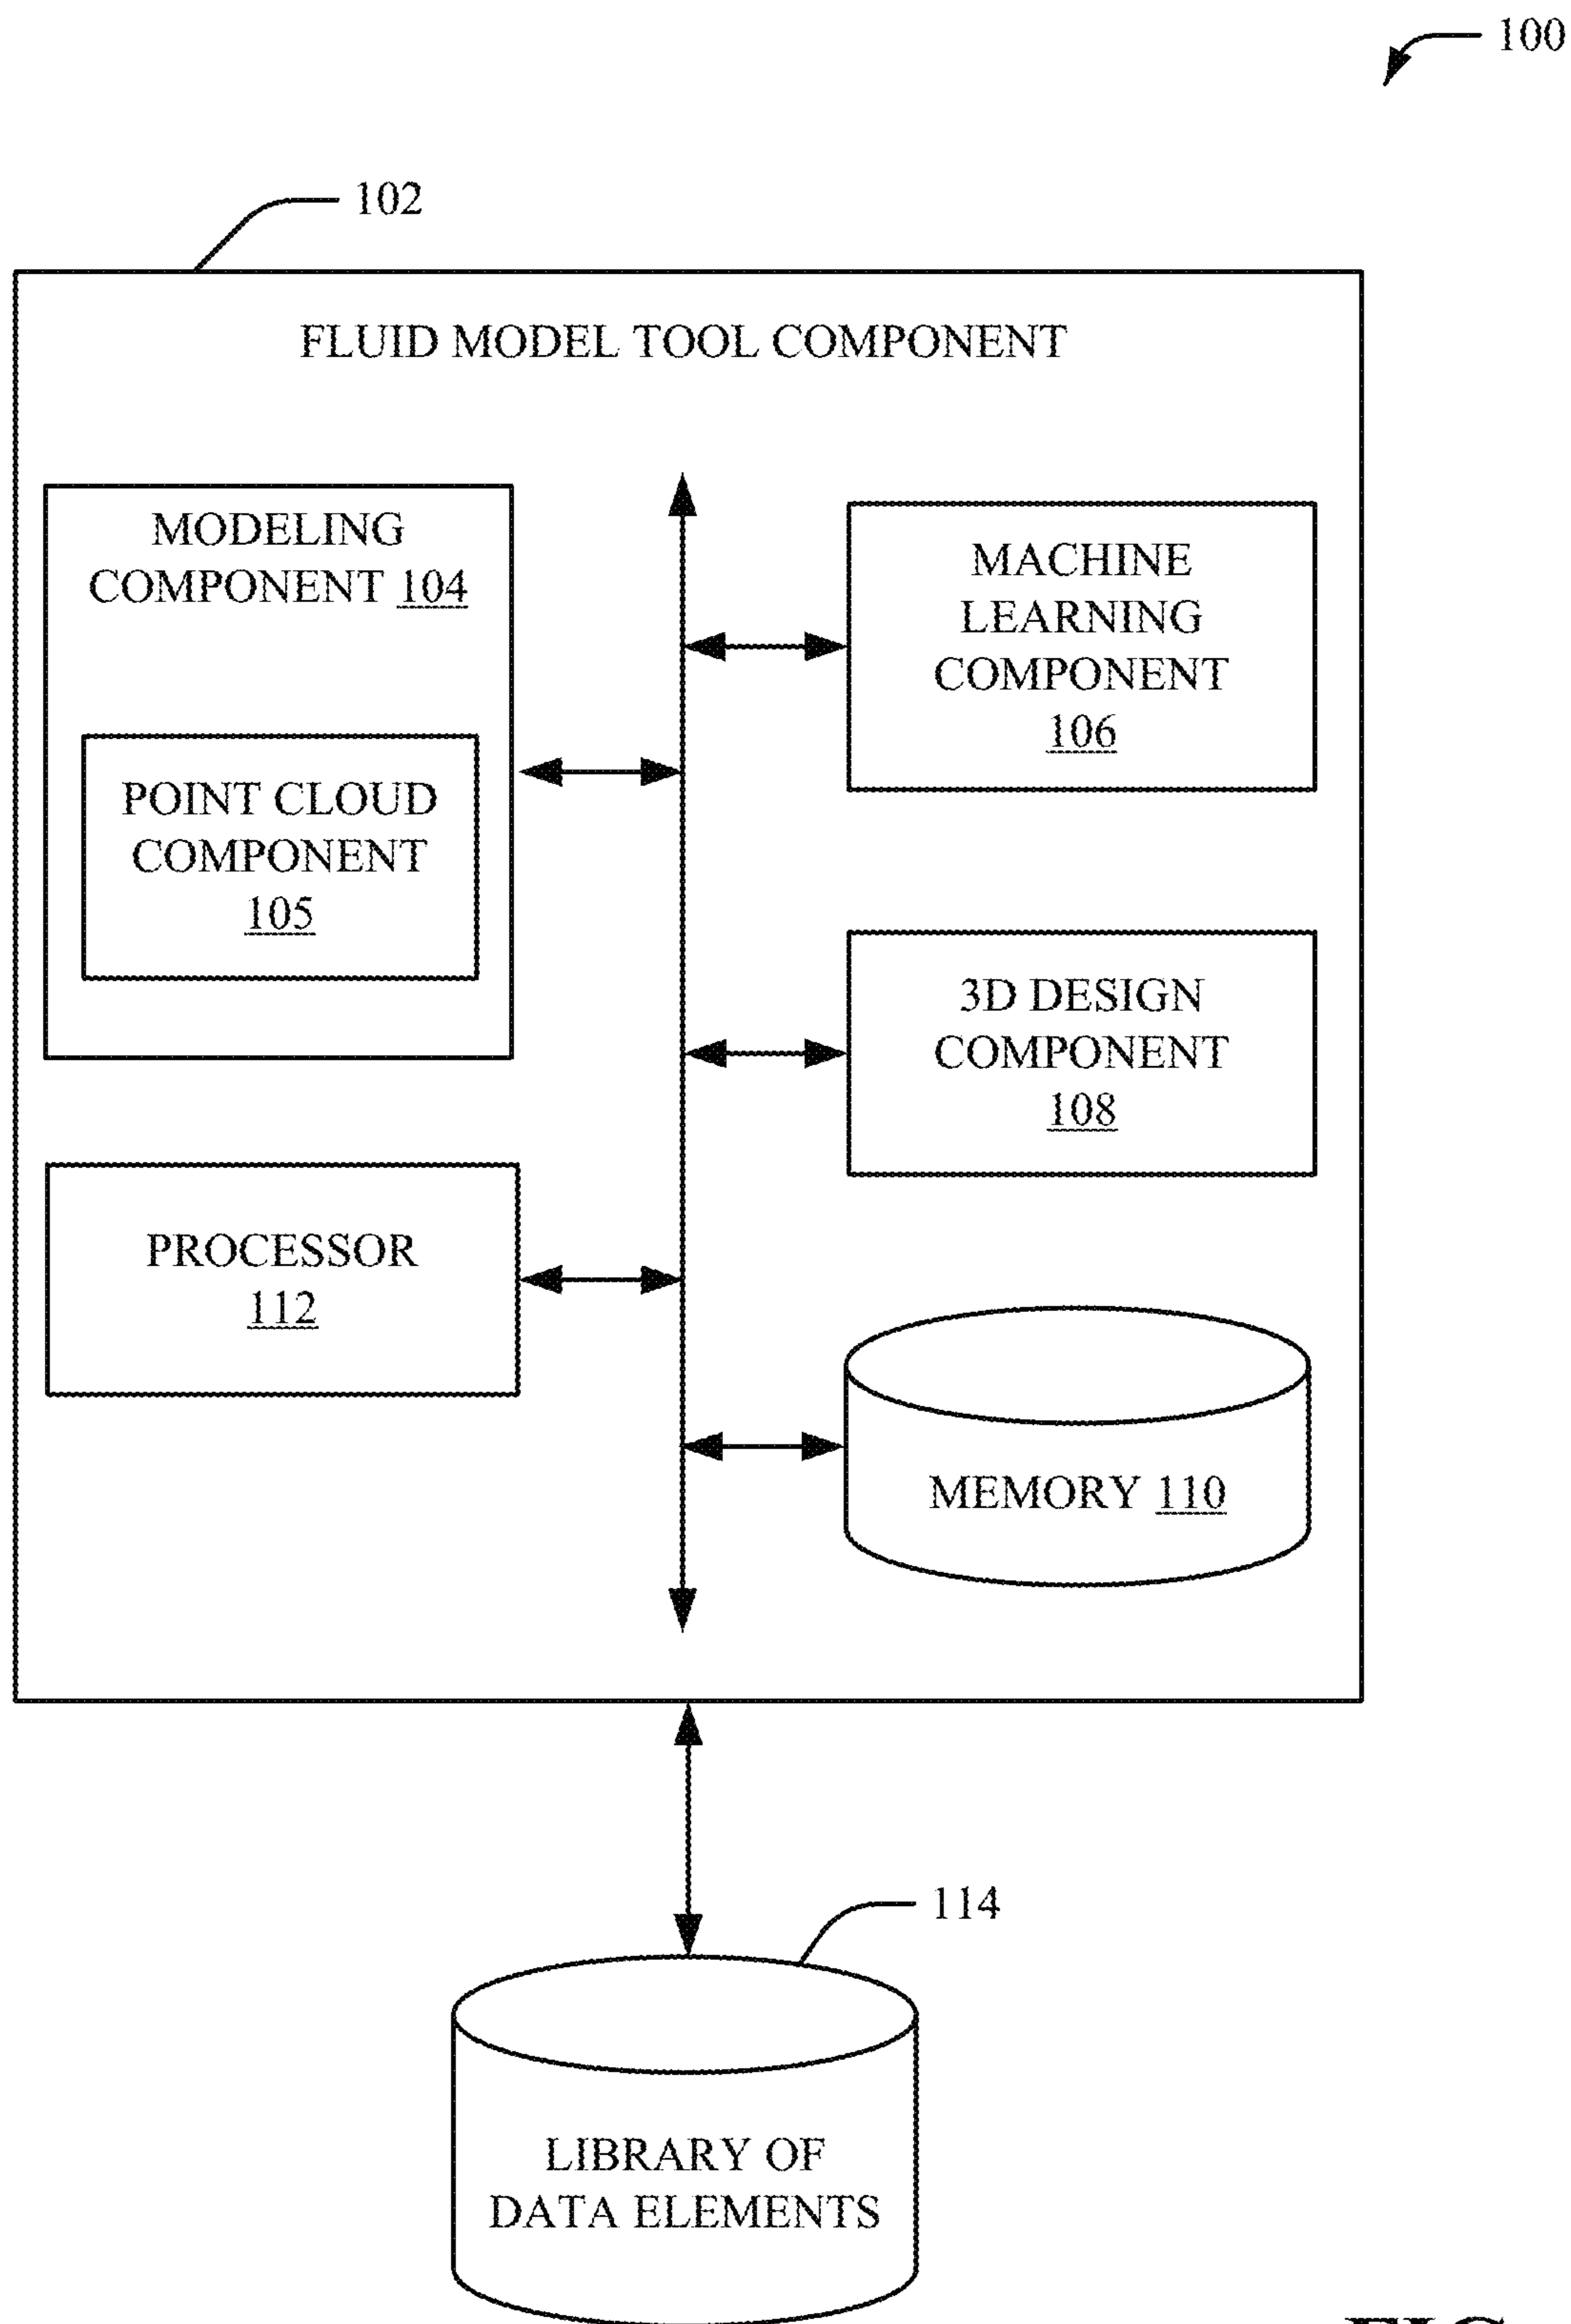 100
102
FLUID MODEL TOOL COMPONENT
MODELING
COMPONENT 104
POINT CLOUD
COMPONENT
105
MACHINE
LEARNING
COMPONENT
106
3D DESIGN
COMPONENT
108
PROCESSOR
112
MEMORY 110
114
LIBRARY OF
DATA ELEMENTS